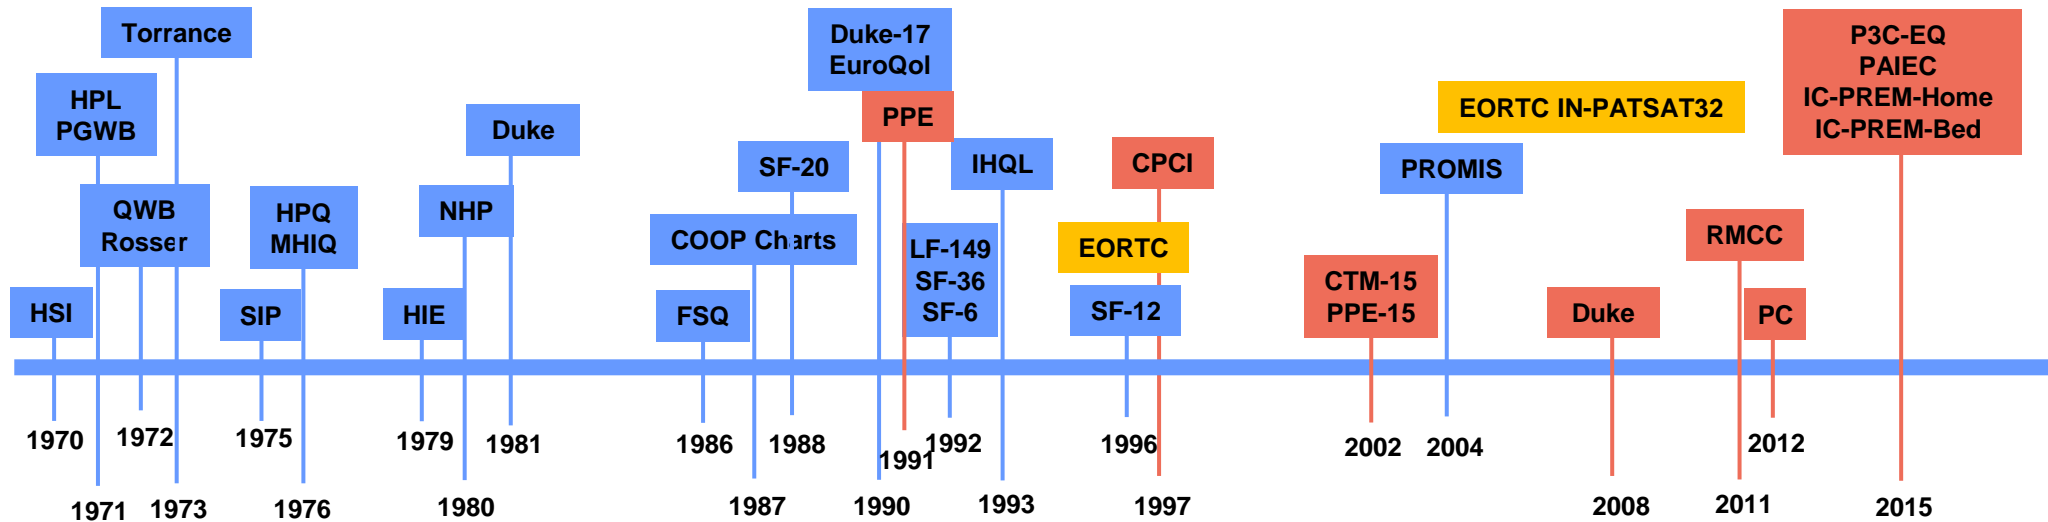 Torrance
HPL
PGWB
QWB
Rosser
HSI
HPQ
MHIQ
SIP
Duke
NHP
HIE
SF-20
COOP Charts
FSQ
Duke-17
EuroQol
PPE
IHQL
LF-149
SF-36
SF-6
CPCI
EORTC
SF-12
EORTC IN-PATSAT32
PROMIS
CTM-15
PPE-15
Duke
RMCC
PC
P3C-EQ
PAIEC
IC-PREM-Home
IC-PREM-Bed
1970
1971
1972
1973
1975
1976
1979
1980
1981
1986
1987
1988
1990
1991
1992
1993
1996
1997
2002
2004
2008
2011
2012
2015